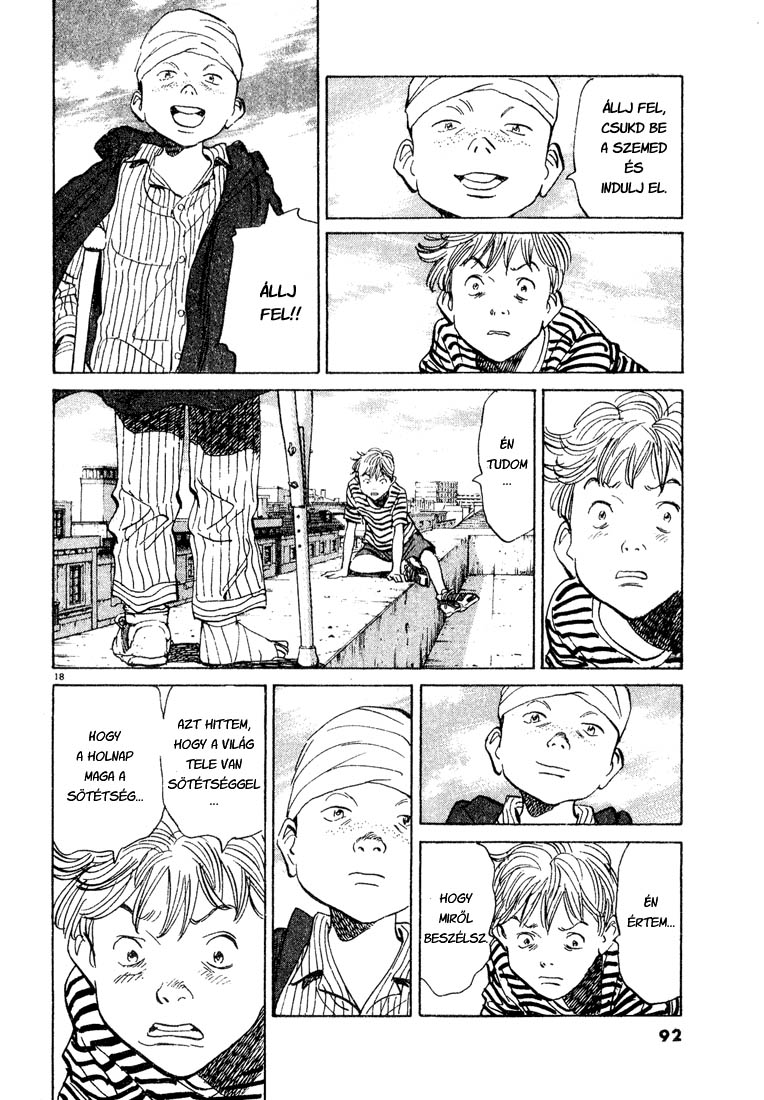 ÁLLJ FEL,
CSUKD BE
A SZEMED
ÉS
INDULJ EL.
ÁLLJ
FEL!!
ÉN
TUDOM
...
18
ÉN
ÉRTEM...
HOGY
MIRŐL
BESZÉLSZ
AZT HITTEM,
HOGY A VILÁG
TELE VAN
SÖTÉTSÉGGEL
...
HOGY
A HOLNAP
MAGA A
SÖTÉTSÉG...
92